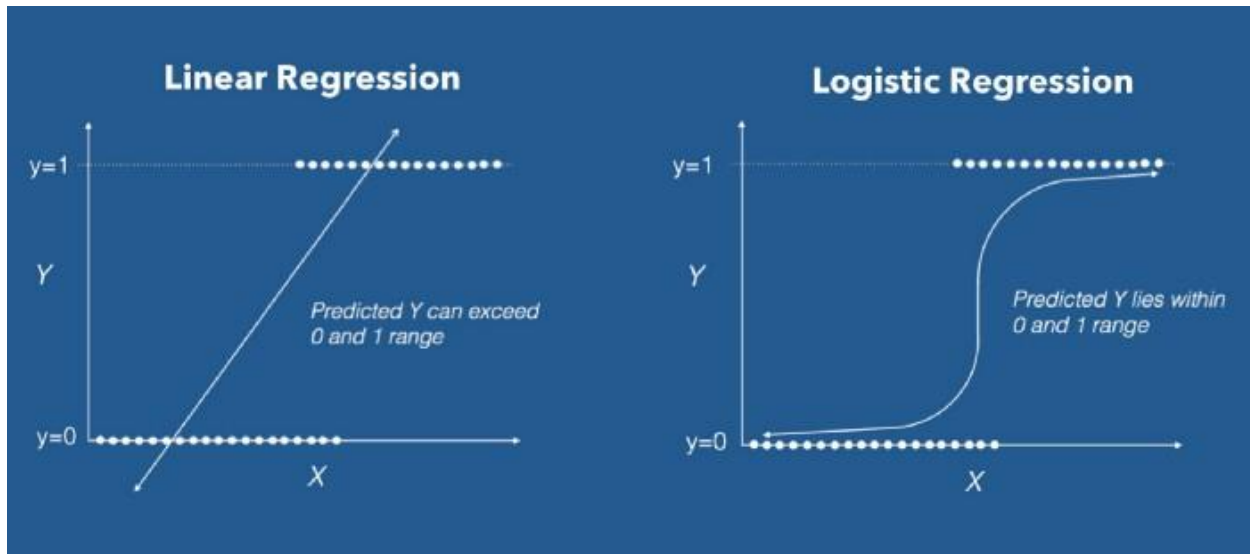 Linear Regression
y=1
Y
Predicted Y can exceed
0 and 1 range
y=0
X
Logistic Regression
y=1
Y
Predicted Y lies within
0 and 1 range
y=0
X